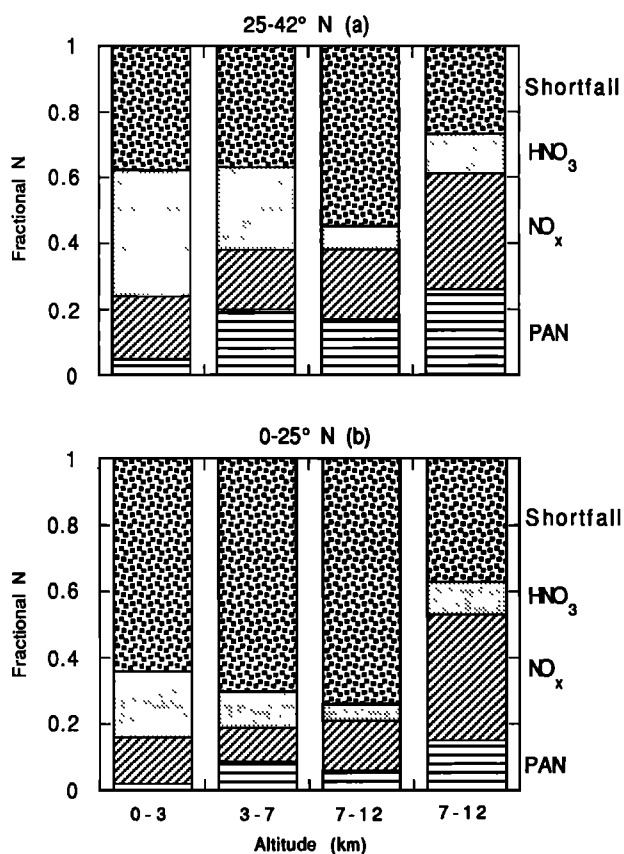 25-42° N (a)
1
0.8
0.6
0.4
0.2
0
Fractional N
Shortfall
HNO3
NOx
PAN
0-25° N (b)
1
0.8
0.6
0.4
0.2
0
Fractional N
Shortfall
HNO3
NOx
PAN
0-3 3-7 7-12 7-12
Altitude (km)